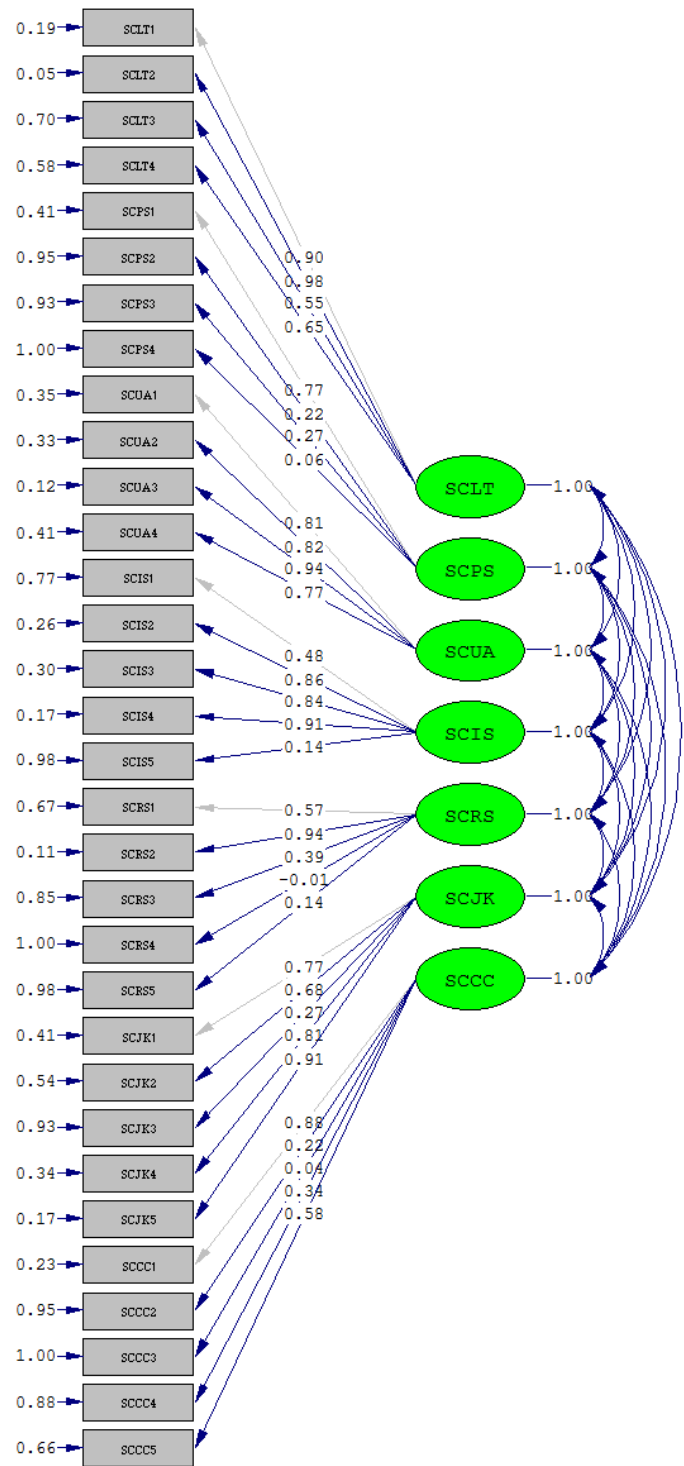 0.19 SCLT1
0.05 SCLT2
0.70 SCLT3
0.58 SCLT4
0.41 SCPS1
0.95 SCPS2
0.93 SCPS3
1.00 SCPS4
0.35 SCUA1
0.33 SCUA2
0.12 SCUA3
0.41 SCUA4
0.77 SCIS1
0.26 SCIS2
0.30 SCIS3
0.17 SCIS4
0.98 SCIS5
0.67 SCRS1
0.11 SCRS2
0.85 SCRS3
1.00 SCRS4
0.98 SCRS5
0.41 SCJK1
0.54 SCJK2
0.93 SCJK3
0.34 SCJK4
0.17 SCJK5
0.23 SCCC1
0.95 SCCC2
1.00 SCCC3
0.88 SCCC4
0.66 SCCC5
0.90
0.98
0.55
0.65
0.77
0.22
0.27
0.06
0.81
0.82
0.94
0.77
0.48
0.86
0.84
0.91
0.14
0.57
0.94
0.39
-0.01
0.14
0.77
0.68
0.27
0.81
0.91
0.88
0.22
0.04
0.34
0.58
SCLT 1.00
SCPS 1.00
SCUA 1.00
SCIS 1.00
SCRS 1.00
SCJK 1.00
SCCC 1.00